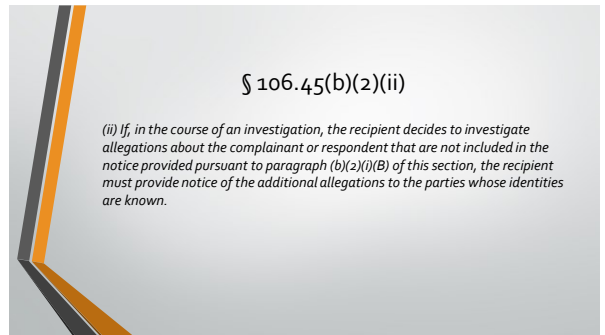 § 106.45(b)(2)(ii)
(ii) If, in the course of an investigation, the recipient decides to investigate
allegations about the complainant or respondent that are not included in the
notice provided pursuant to paragraph (b)(2)(i)(B) of this section, the recipient
must provide notice of the additional allegations to the parties whose identities
are known.